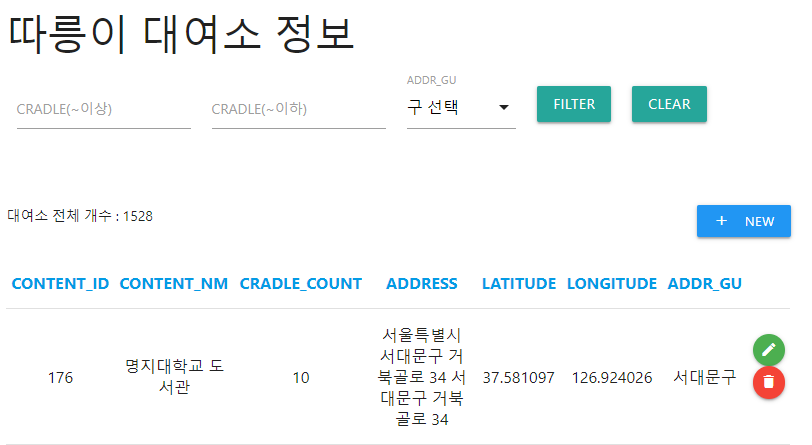 따릉이 대여소 정보
ADDR_GU
CRADLE(~이상) CRADLE(~이하) 구 선택 FILTER CLEAR
대여소 전체 개수 : 1528 + NEW
CONTENT_ID CONTENT_NM CRADLE_COUNT ADDRESS LATITUDE LONGITUDE ADDR_GU
176
명지대학교 도
서관
10
서울특별시
서대문구 거
북골로 34 서
대문구 거북
골로 34
37.581097
126.924026
서대문구